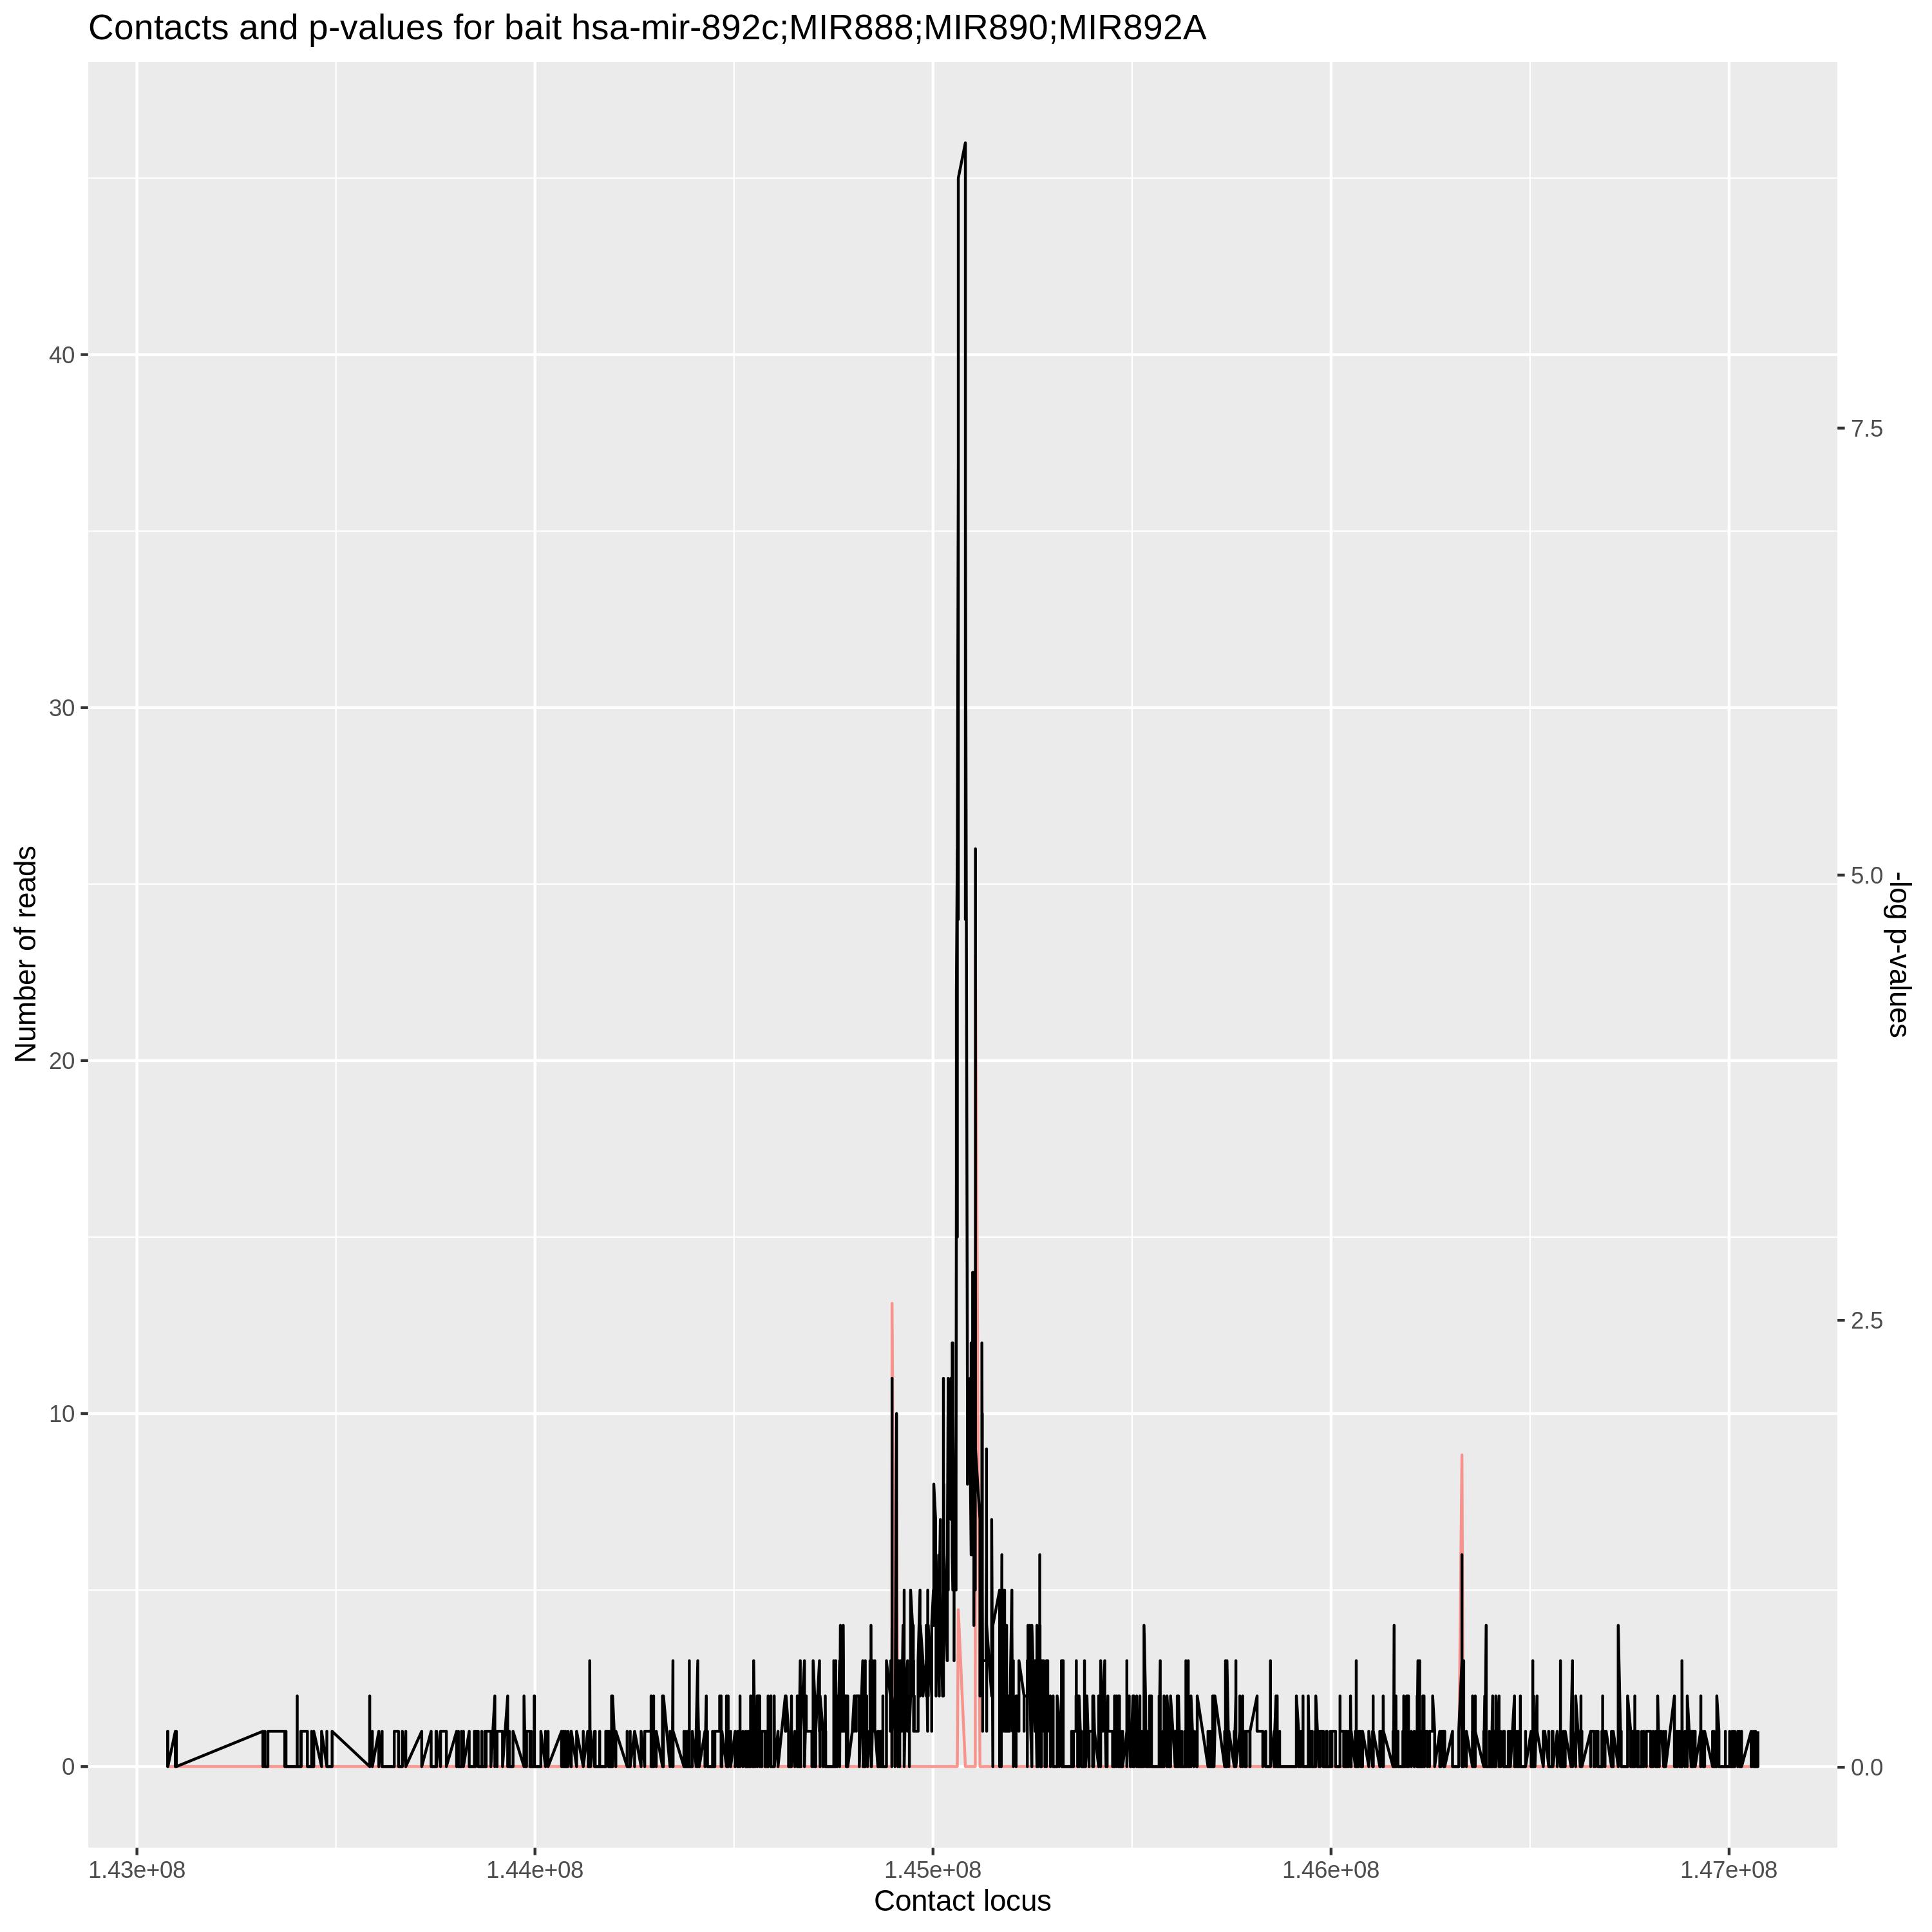 Contacts and p-values for bait hsa-mir-892c;MIR888;MIR890;MIR892A
40
30
20
10
0
Number of reads
7.5
5.0
2.5
0.0
-log p-values
1.43e+08
1.44e+08
1.45e+08
1.46e+08
1.47e+08
Contact locus